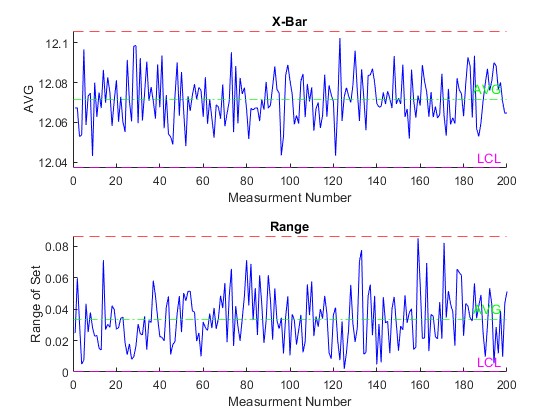 X-Bar
12.1
12.08
12.06
12.04
AVG
AVG
LCL
0 20 40 60 80 100 120 140 160 180 200
Measurment Number
Range
0.08
0.06
0.04
0.02
0
Range of Set
AVG
LCL
0 20 40 60 80 100 120 140 160 180 200
Measurment Number